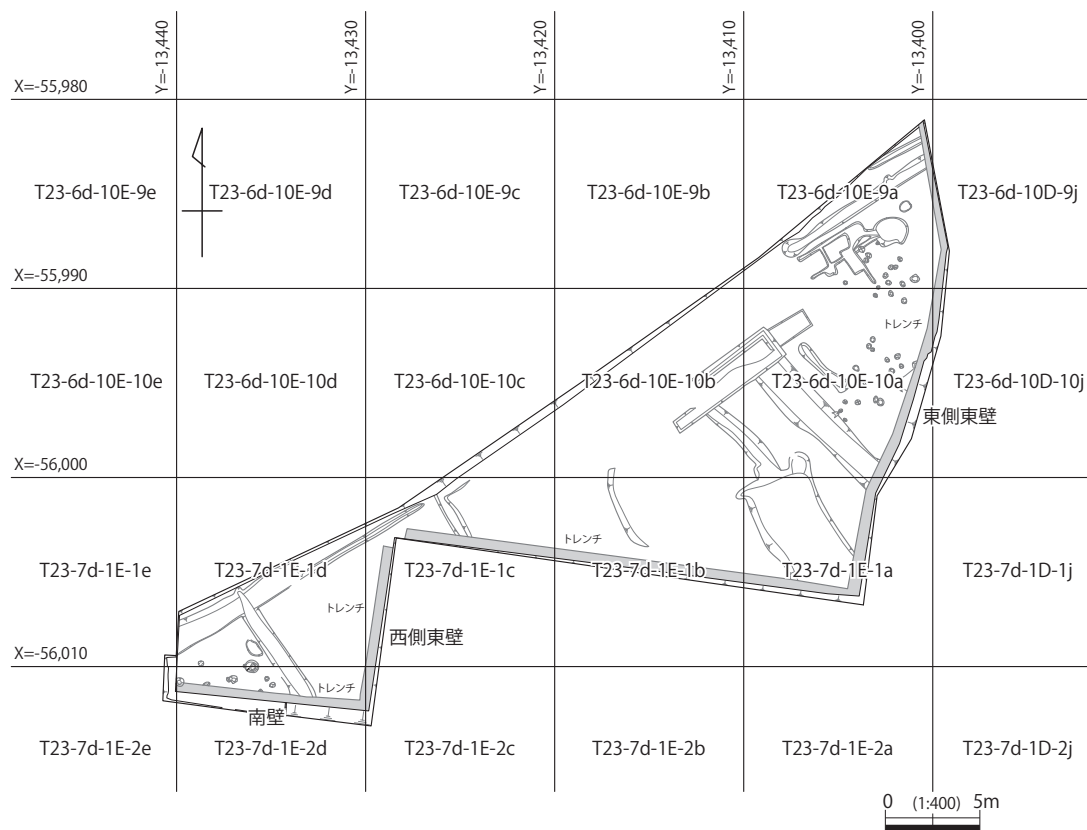 Y=-13,440
Y=-13,430
Y=-13,420
Y=-13,410
Y=-13,400
X=-55,980
T23-6d-10E-9e
T23-6d-10E-9d
T23-6d-10E-9c
T23-6d-10E-9b
T23-6d-10E-9a
T23-6d-10D-9j
X=-55,990
トレンチ
T23-6d-10E-10e
T23-6d-10E-10d
T23-6d-10E-10c
T23-6d-10E-10b
T23-6d-10E-10a
T23-6d-10D-10j
東側東壁
X=-56,000
トレンチ
T23-7d-1E-1e
T23-7d-1E-1d
T23-7d-1E-1c
T23-7d-1E-1b
T23-7d-1E-1a
T23-7d-1D-1j
トレンチ
西側東壁
X=-56,010
トレンチ
南壁
T23-7d-1E-2e
T23-7d-1E-2d
T23-7d-1E-2c
T23-7d-1E-2b
T23-7d-1E-2a
T23-7d-1D-2j
0 (1:400) 5m